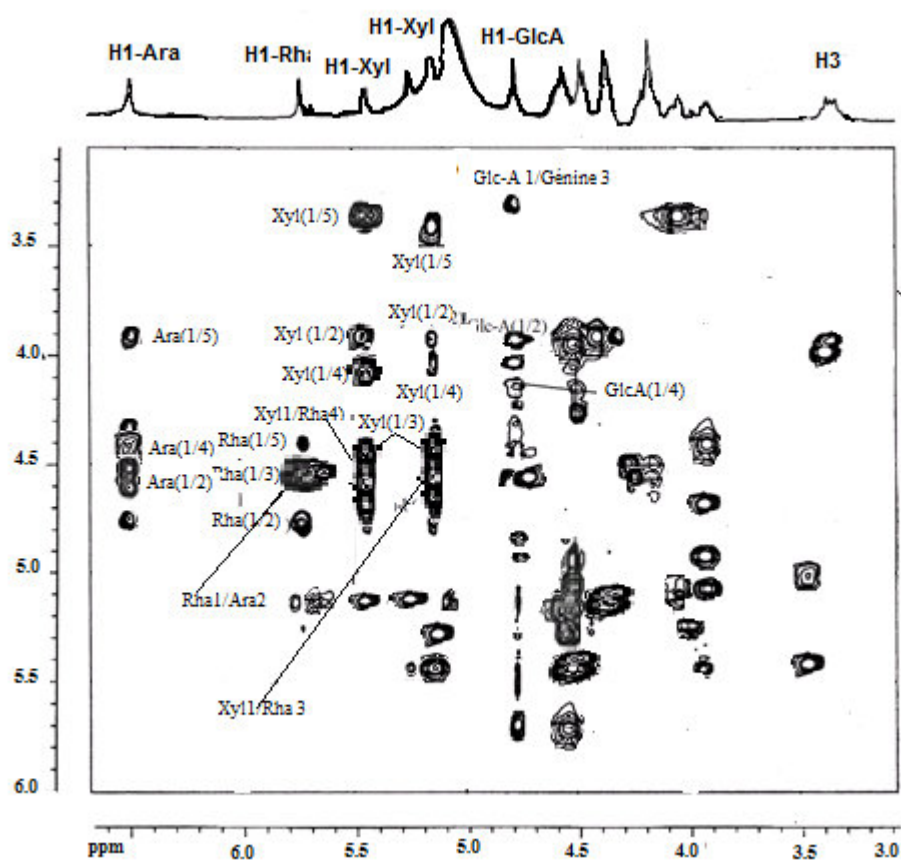 H1-Xyl
H1-Ara
H1-Rha
H1-Xyl
H1-GlcA
H3
Glc-A 1/Génine 3
Xyl(1/5)
Xyl(1/5
3.5
Ara(1/5)
Xyl (1/2)
Xyl(1/2)
Glc-A(1/2)
4.0
Xyl(1/4)
Xyl(1/4)
GlcA(1/4)
Xyl1/Rha4)
Xyl(1/3)
Ara(1/4)
Rha(1/5)
4.5
Ara(1/2)
Rha(1/3)
Rha(1/2)
5.0
Rha1/Ara2
5.5
Xyl1/Rha 3
6.0
ppm 6.0 5.5 5.0 4.5 4.0 3.5 3.0